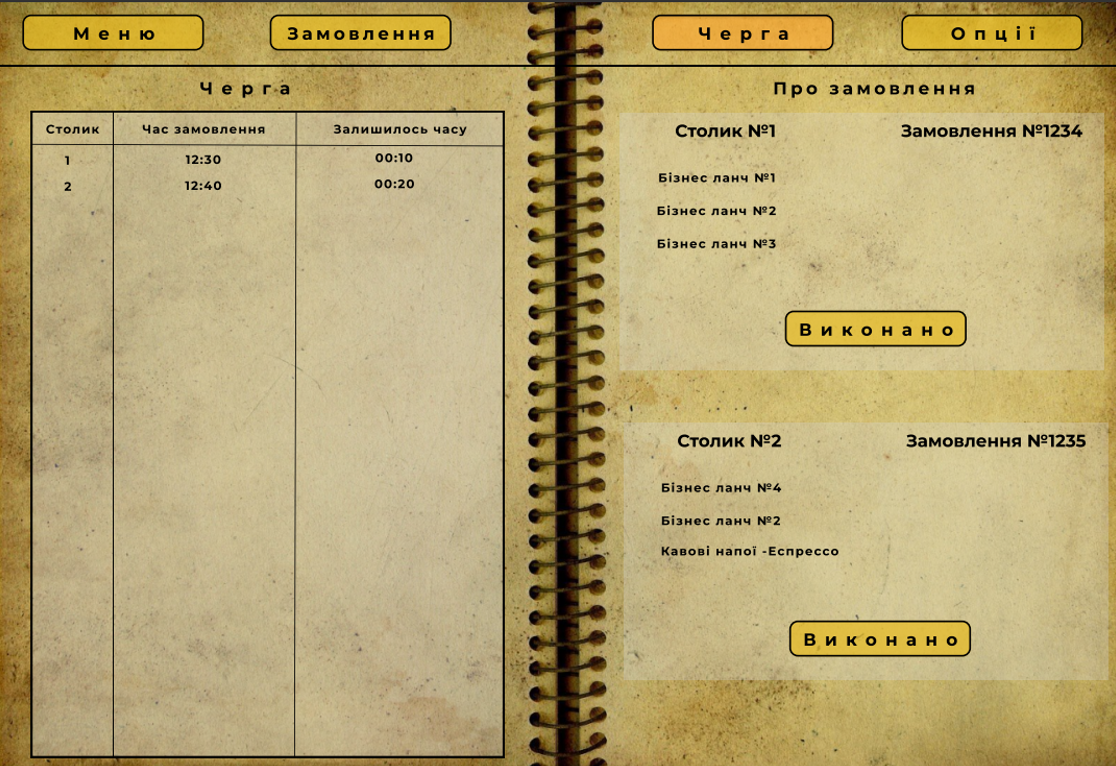 Меню
Замовлення
Черга
Опції
Черга
Столик Час замовлення Залишилось часу
1 12:30 00:10
2 12:40 00:20
Про замовлення
Столик №1 Замовлення №1234
Бізнес ланч №1
Бізнес ланч №2
Бізнес ланч №3
Виконано
Столик №2 Замовлення №1235
Бізнес ланч №4
Бізнес ланч №2
Кавові напої -Еспрессо
Виконано